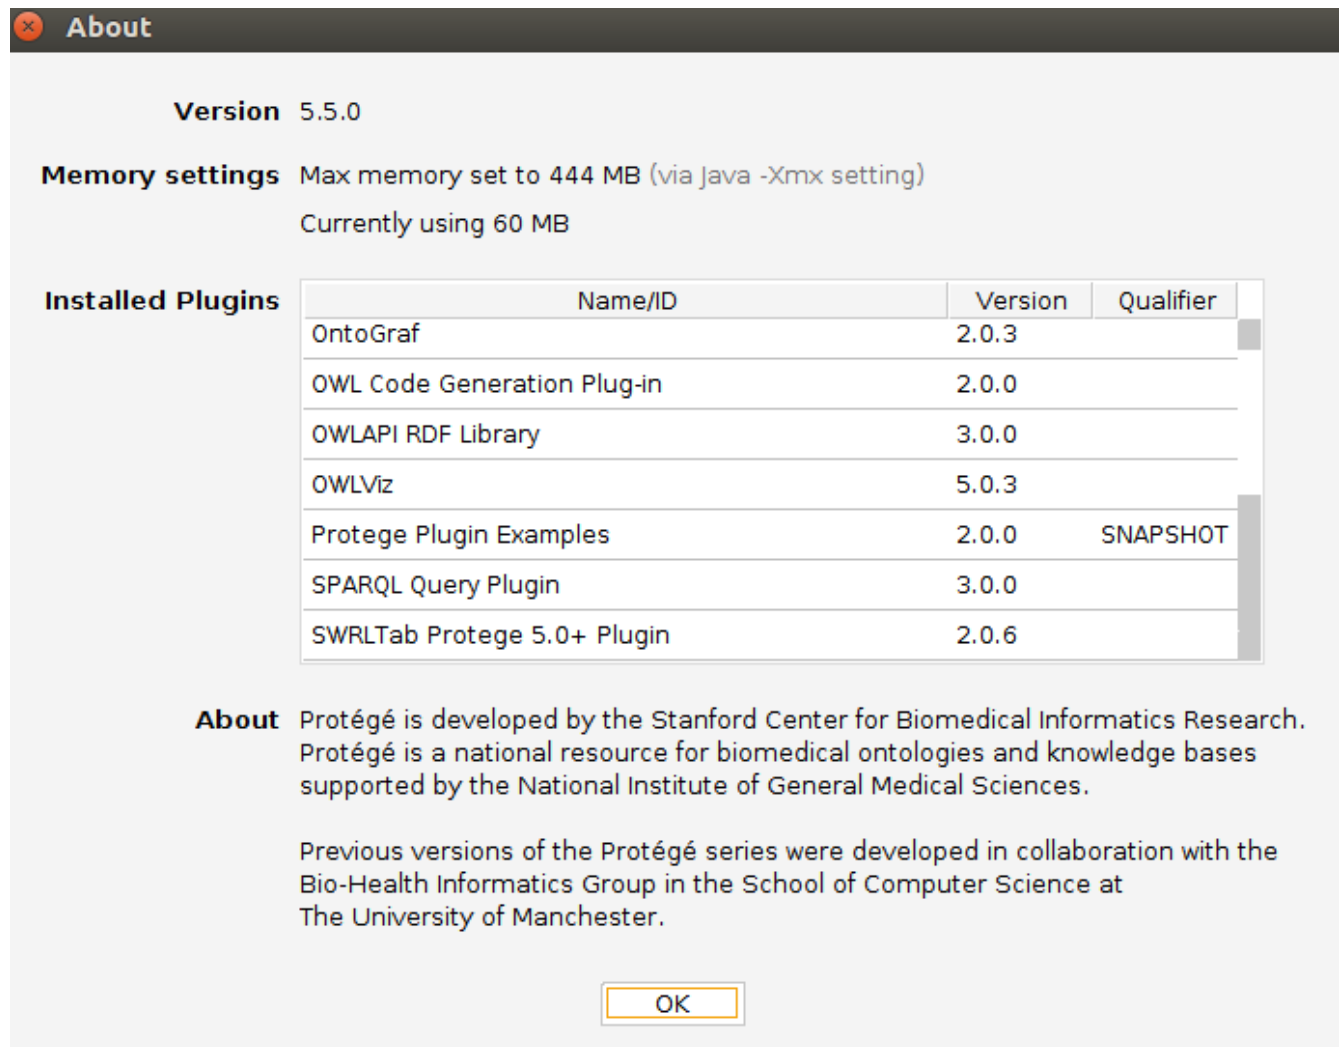 About
Version 5.5.0
Memory settings Max memory set to 444 MB (via Java -Xmx setting)
Currently using 60 MB
Installed Plugins Name/ID Version Qualifier
OntoGraf 2.0.3
OWL Code Generation Plug-in 2.0.0
OWLAPI RDF Library 3.0.0
OWLViz 5.0.3
Protege Plugin Examples 2.0.0 SNAPSHOT
SPARQL Query Plugin 3.0.0
SWRLTab Protege 5.0+ Plugin 2.0.6
About Protégé is developed by the Stanford Center for Biomedical Informatics Research.
Protégé is a national resource for biomedical ontologies and knowledge bases
supported by the National Institute of General Medical Sciences.
Previous versions of the Protégé series were developed in collaboration with the
Bio-Health Informatics Group in the School of Computer Science at
The University of Manchester.
OK